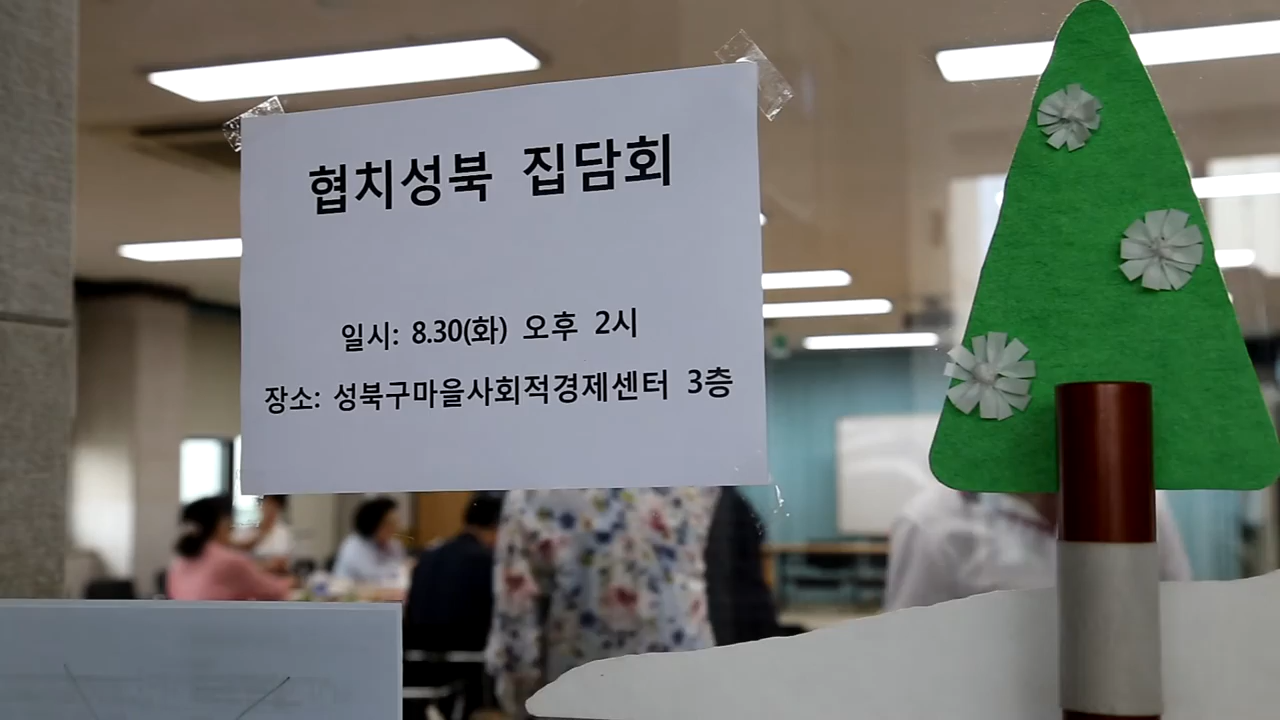 협치성북 집담회
일시: 8.30(화) 오후 2시
장소: 성북구마을사회적경제센터 3층